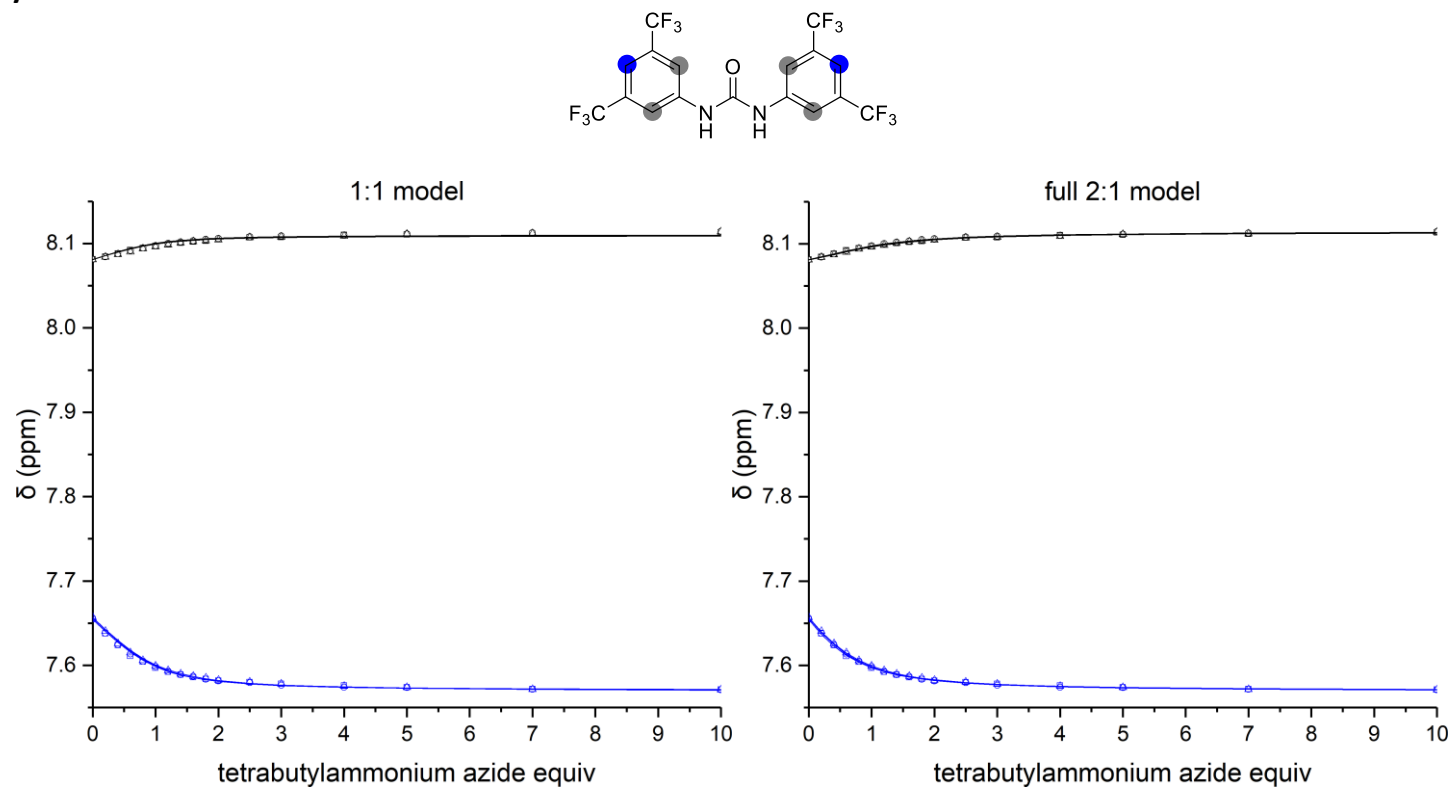 CF3 CF3
O
F3C N N CF3
H H
1:1 model
full 2:1 model
8.1
8.0
7.9
7.8
7.7
7.6
δ (ppm)
0 1 2 3 4 5 6 7 8 9 10
tetrabutylammonium azide equiv
8.1
8.0
7.9
7.8
7.7
7.6
δ (ppm)
0 1 2 3 4 5 6 7 8 9 10
tetrabutylammonium azide equiv